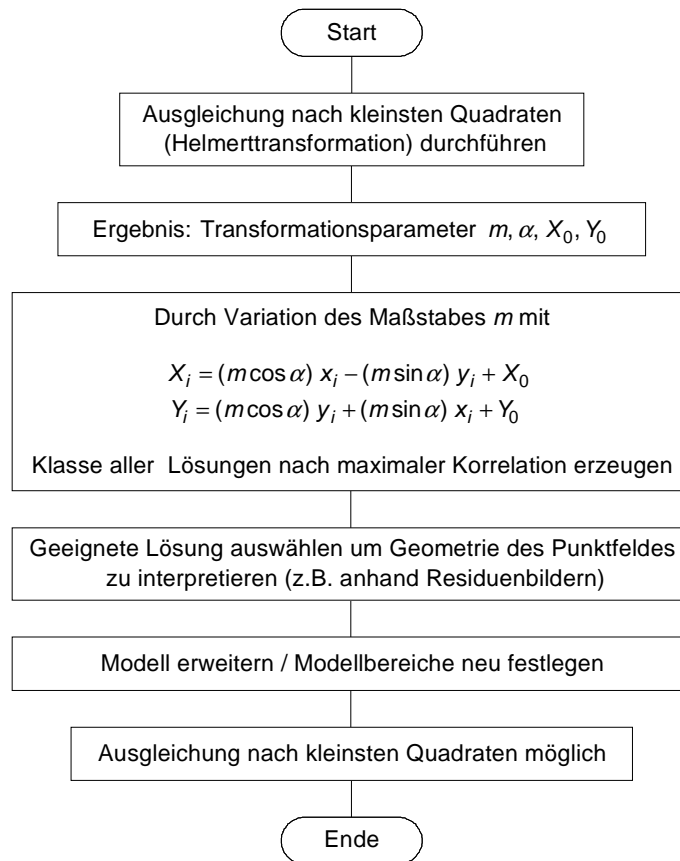 Start
Ausgleichung nach kleinsten Quadraten
(Helmerttransformation) durchführen
Ergebnis: Transformationsparameter m, α, X₀, Y₀
Durch Variation des Maßstabes m mit
Xᵢ = (m cos α) xᵢ − (m sin α) yᵢ + X₀
Yᵢ = (m cos α) yᵢ + (m sin α) xᵢ + Y₀
Klasse aller Lösungen nach maximaler Korrelation erzeugen
Geeignete Lösung auswählen um Geometrie des Punktfeldes
zu interpretieren (z.B. anhand Residuenbildern)
Modell erweitern / Modellbereiche neu festlegen
Ausgleichung nach kleinsten Quadraten möglich
Ende